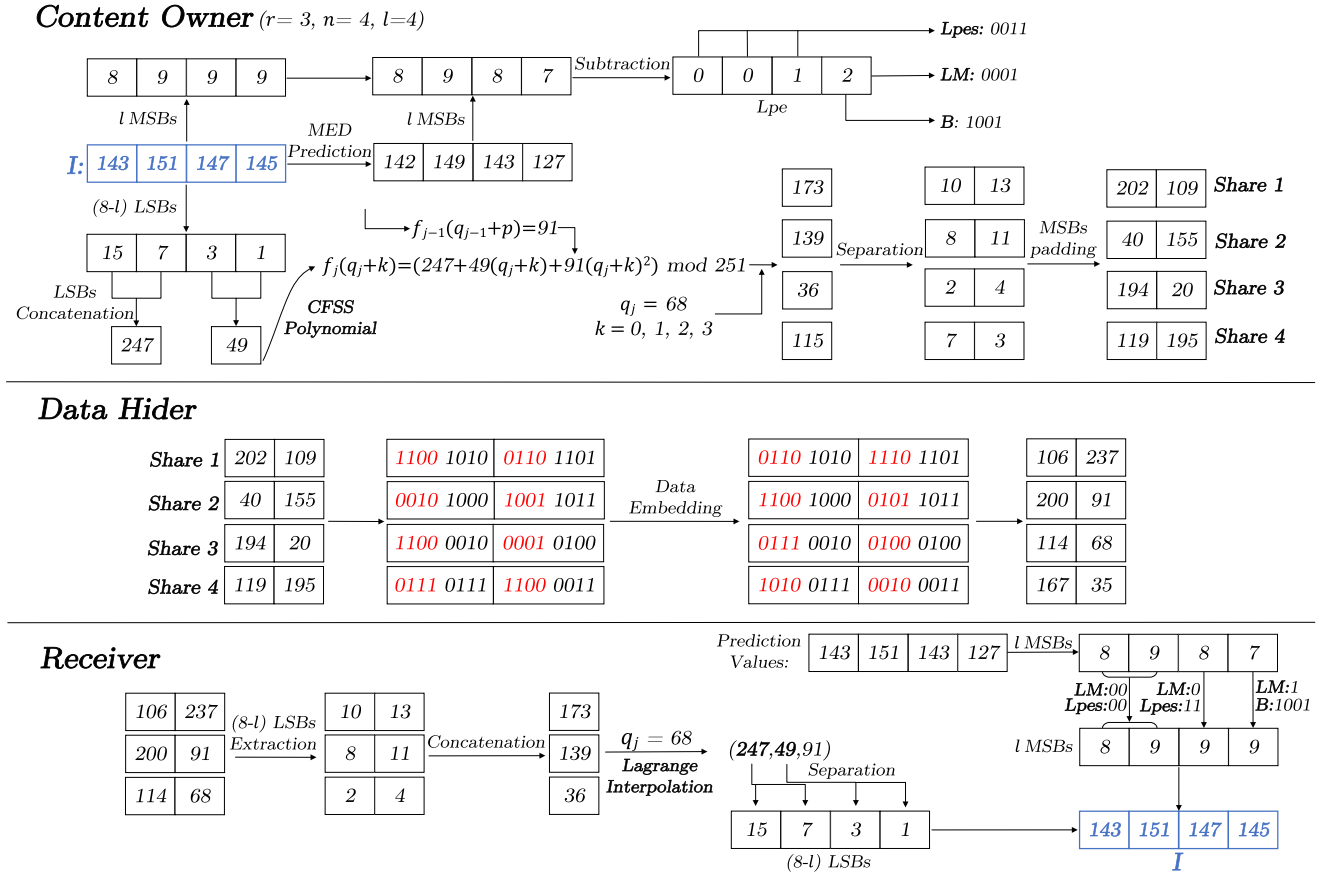 Content Owner (r= 3, n= 4, l=4)
Lpes: 0011
8 9 9 9
8 9 8 7
Subtraction
0 0 1 2
LM: 0001
Lpe
l MSBs
l MSBs
B: 1001
MED
Prediction
I: 143 151 147 145
142 149 143 127
(8-l) LSBs
173
10 13
202 109 Share 1
f_{j−1}(q_{j−1}+p)=91
139
Separation
8 11
MSBs
padding
40 155 Share 2
15 7 3 1
f_j(q_j+k)=(247+49(q_j+k)+91(q_j+k)^2) mod 251
LSBs
Concatenation
CFSS
Polynomial
q_j = 68
k = 0, 1, 2, 3
36
2 4
194 20 Share 3
247
49
115
7 3
119 195 Share 4
Data Hider
Share 1 202 109
1100 1010 0110 1101
0110 1010 1110 1101
106 237
Share 2 40 155
0010 1000 1001 1011
Data
Embedding
1100 1000 0101 1011
200 91
Share 3 194 20
1100 0010 0001 0100
0111 0010 0100 0100
114 68
Share 4 119 195
0111 0111 1100 0011
1010 0111 0010 0011
167 35
Receiver
Prediction
Values:
143 151 143 127
l MSBs
8 9 8 7
LM:00
Lpes:00
LM:0
Lpes:11
LM:1
B:1001
l MSBs
8 9 9 9
106 237
(8-l) LSBs
Extraction
10 13
173
200 91
8 11
Concatenation
139
q_j = 68
Lagrange
Interpolation
(247,49,91)
Separation
114 68
2 4
36
15 7 3 1
(8-l) LSBs
143 151 147 145
I